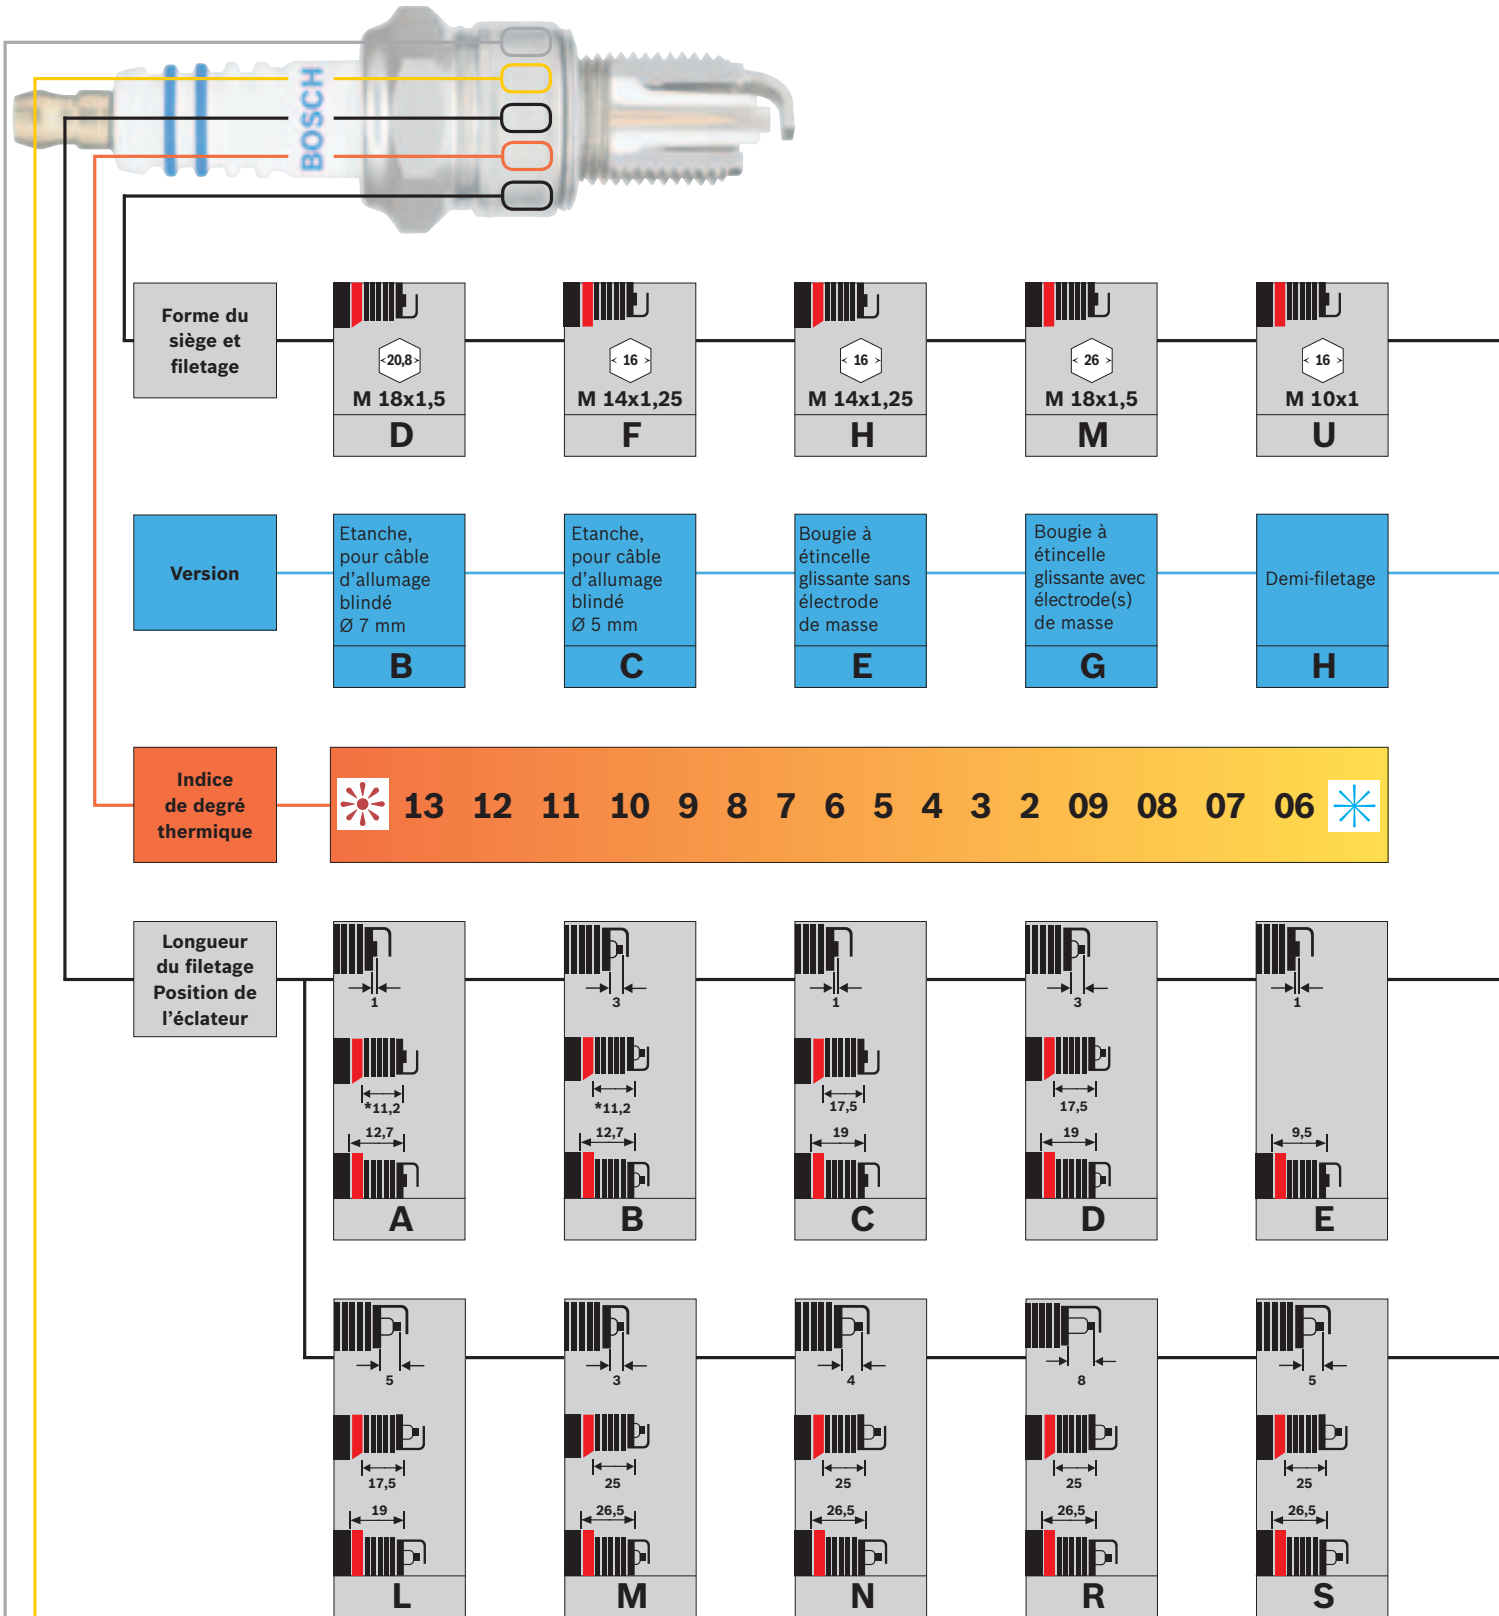 BOSCH
Forme du
siège et
filetage
<20,8>
M 18x1,5
D
< 16 >
M 14x1,25
F
< 16 >
M 14x1,25
H
< 26 >
M 18x1,5
M
< 16 >
M 10x1
U
Version
Etanche,
pour câble
d'allumage
blindé
Ø 7 mm
B
Etanche,
pour câble
d'allumage
blindé
Ø 5 mm
C
Bougie à
étincelle
glissante sans
électrode
de masse
E
Bougie à
étincelle
glissante avec
électrode(s)
de masse
G
Demi-filetage
H
Indice
de degré
thermique
13 12 11 10 9 8 7 6 5 4 3 2 09 08 07 06
Longueur
du filetage
Position de
l'éclateur
1
*11,2
12,7
A
3
*11,2
12,7
B
1
17,5
19
C
3
17,5
19
D
1
9,5
E
5
17,5
19
L
3
25
26,5
M
4
25
26,5
N
8
25
26,5
R
5
25
26,5
S